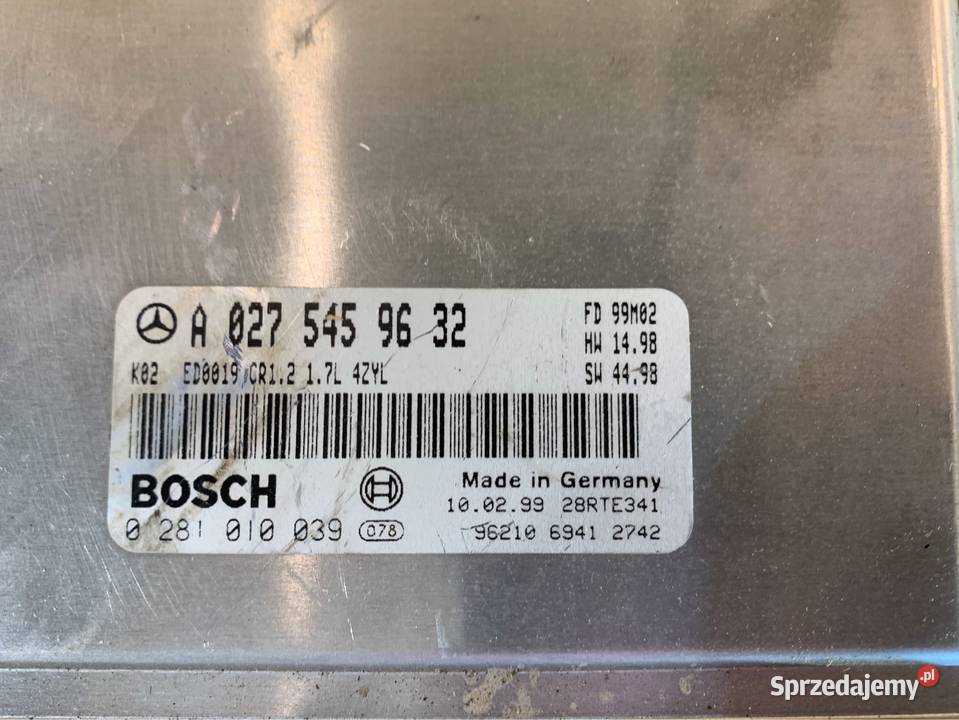 A 027 545 96 32
FD 99M02
HW 14.98
K02 ED0019 CR1.2 1.7L 4ZYL
SW 44.98
BOSCH
Made in Germany
10.02.99 28RTE341
0 281 010 039 078
96210 6941 2742
Sprzedajemy.pl